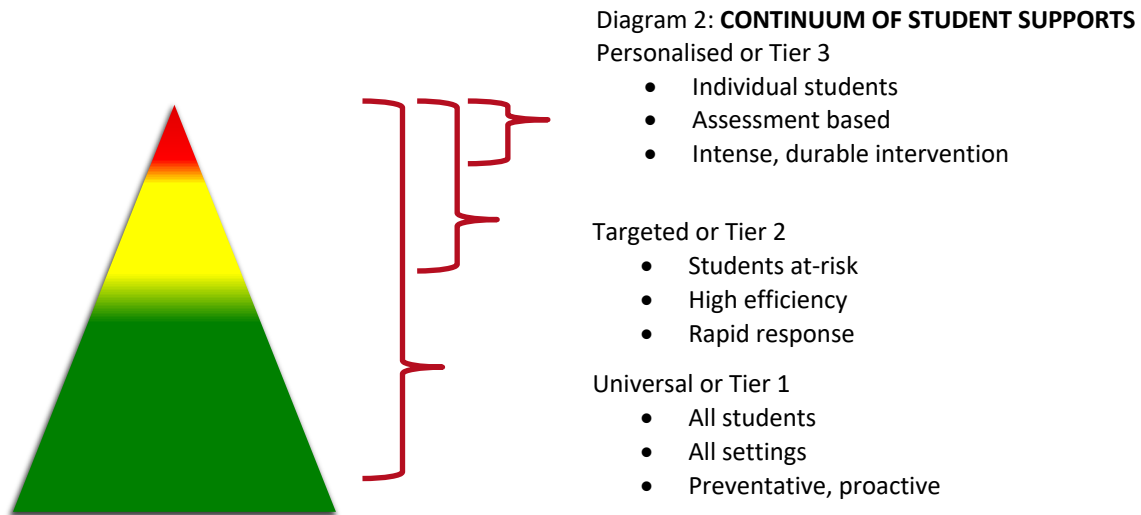 Diagram 2: CONTINUUM OF STUDENT SUPPORTS
Personalised or Tier 3
• Individual students
• Assessment based
• Intense, durable intervention
Targeted or Tier 2
• Students at-risk
• High efficiency
• Rapid response
Universal or Tier 1
• All students
• All settings
• Preventative, proactive